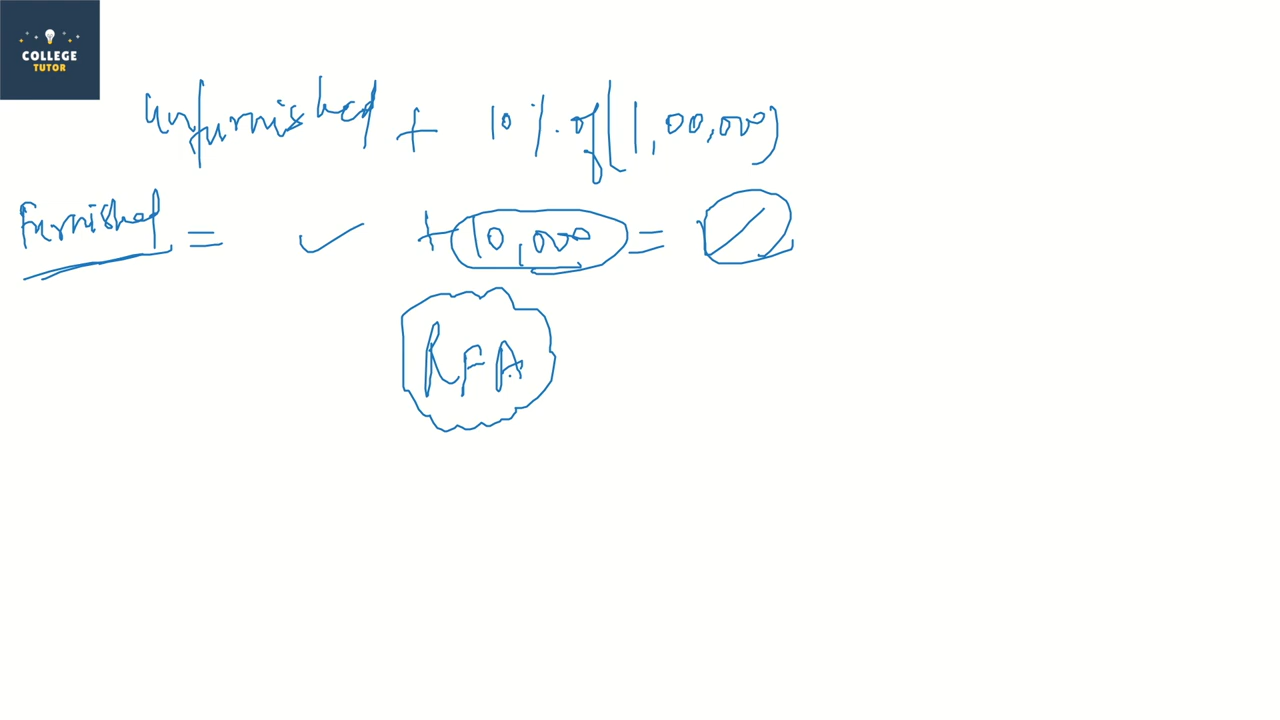 COLLEGE
TUTOR
unfurnished + 10%. of (1,00,000)
Furnished = ✓ + 10,000 =
RFA